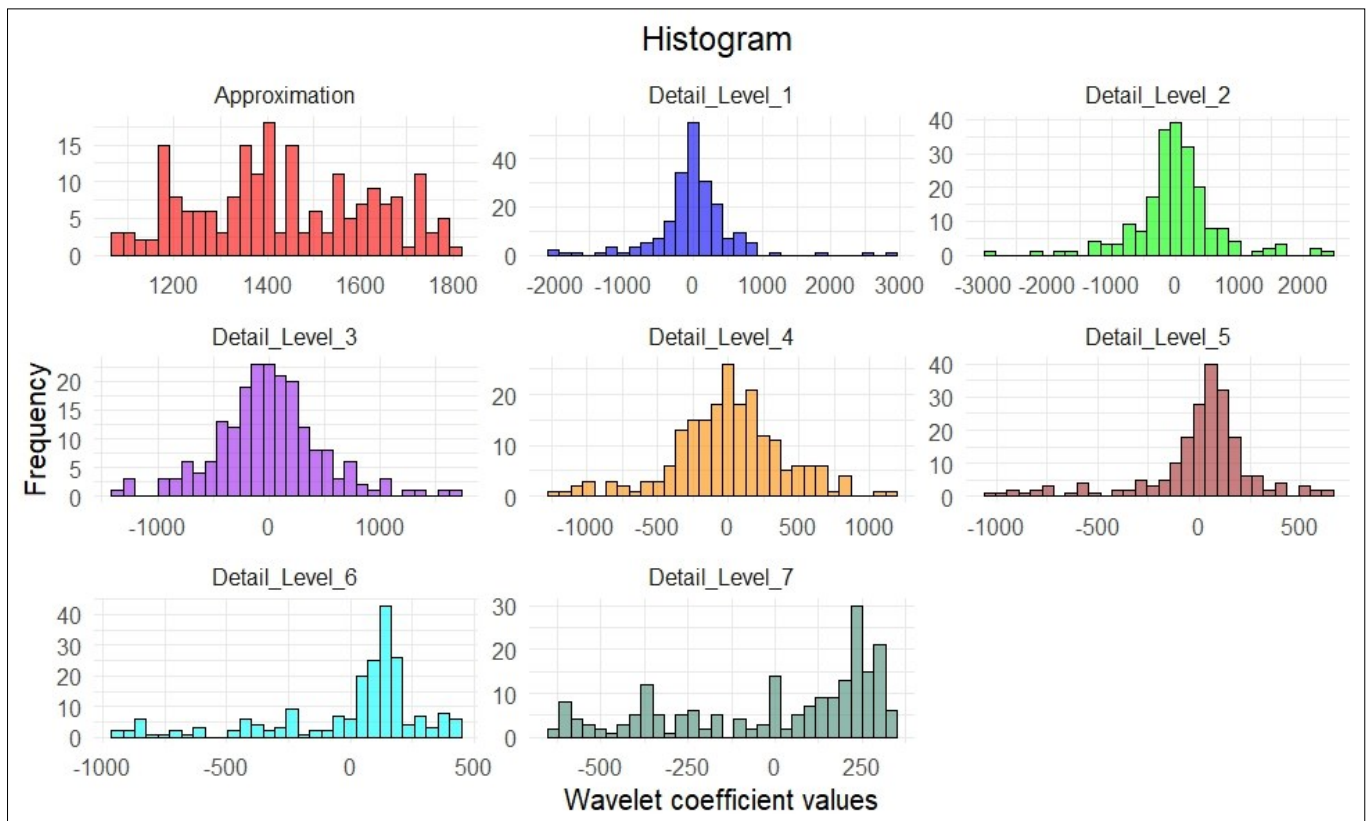 Histogram
Approximation
Detail_Level_1
Detail_Level_2
15
10
5
0
1200 1400 1600 1800
40
20
0
-2000 -1000 0 1000 2000 3000
40
30
20
10
0
-3000 -2000 -1000 0 1000 2000
Frequency
Detail_Level_3
Detail_Level_4
Detail_Level_5
20
15
10
5
0
-1000 0 1000
20
10
0
-1000 -500 0 500 1000
40
30
20
10
0
-1000 -500 0 500
Detail_Level_6
Detail_Level_7
40
30
20
10
0
-1000 -500 0 500
30
20
10
0
-500 -250 0 250
Wavelet coefficient values